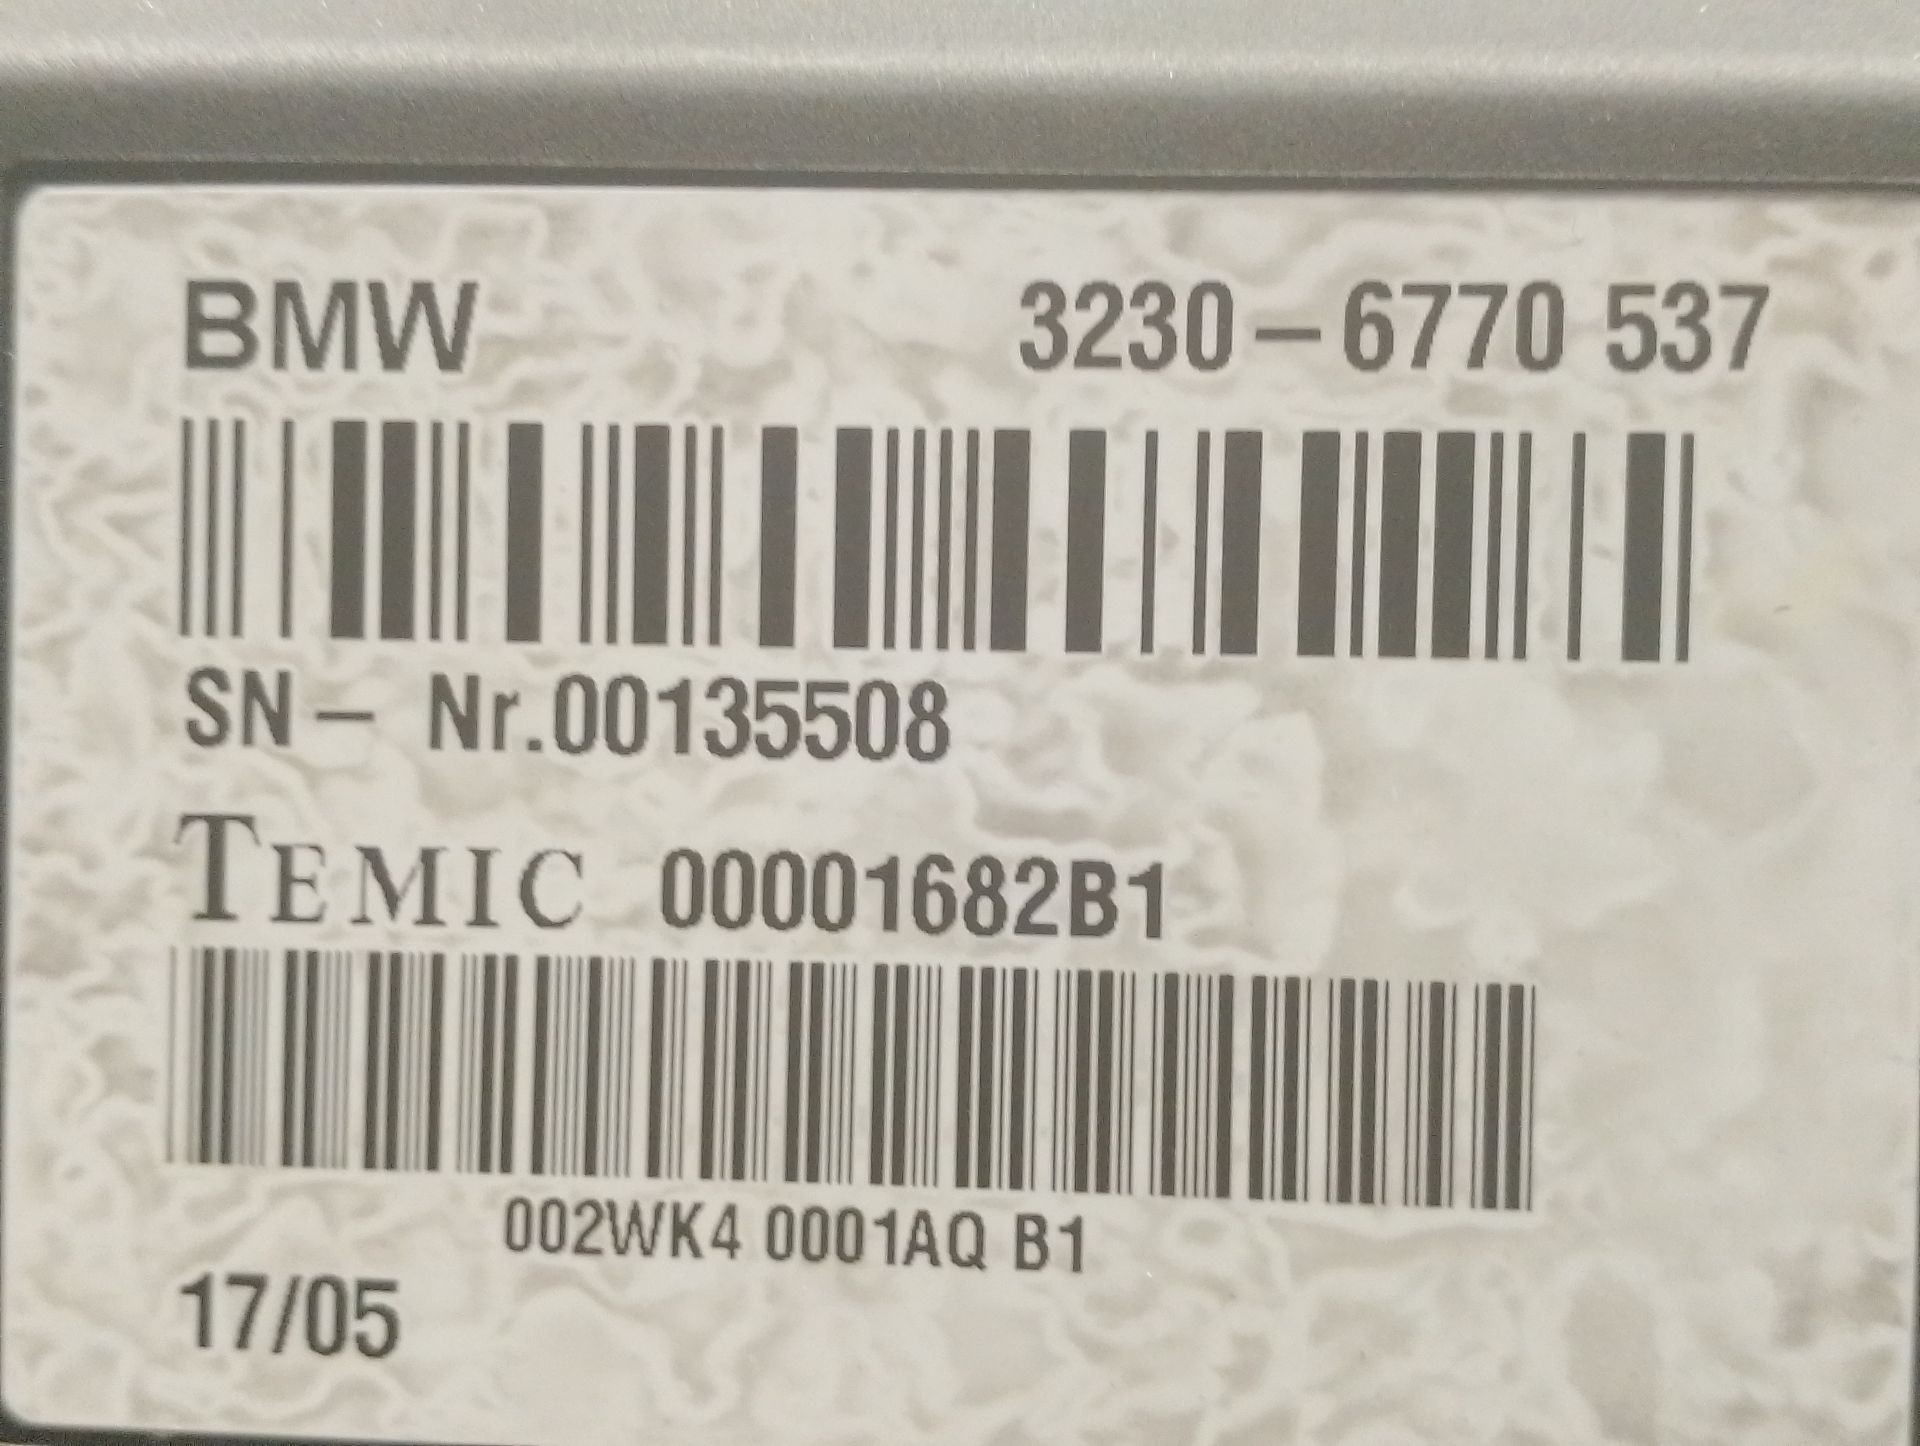 BMW 3230-6770 537
SN- Nr.00135508
TEMIC 00001682B1
002WK4 0001AQ B1
17/05